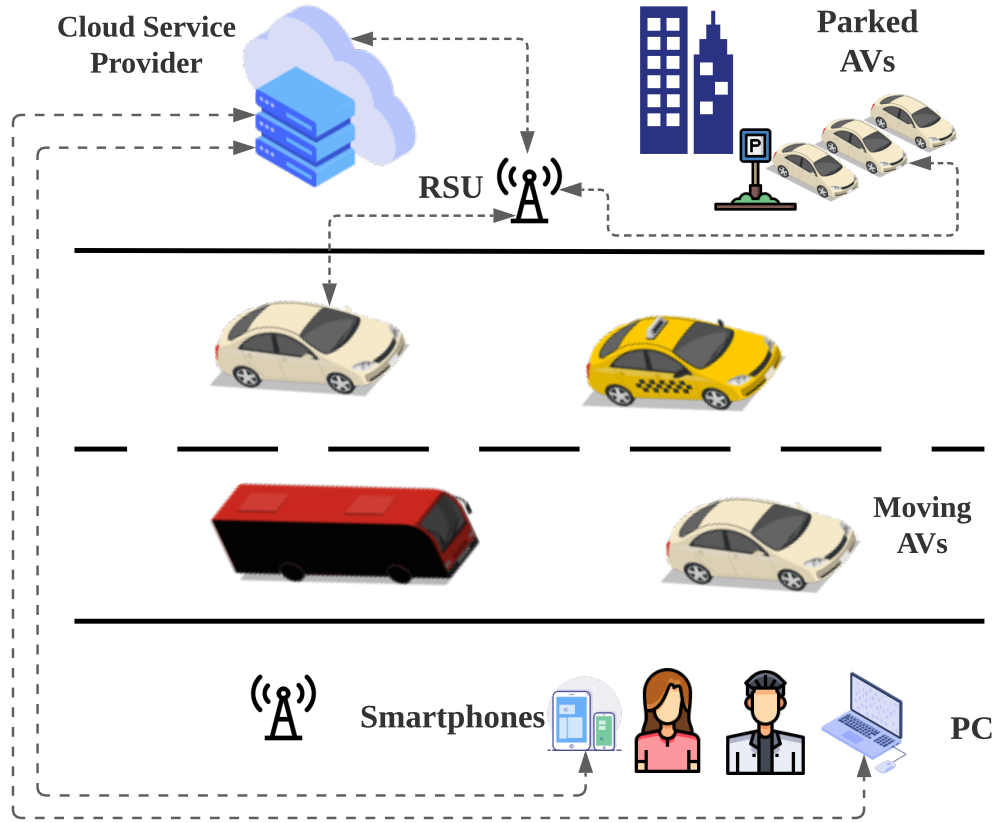 Cloud Service
Provider
Parked
AVs
P
RSU
Moving
AVs
Smartphones
PC